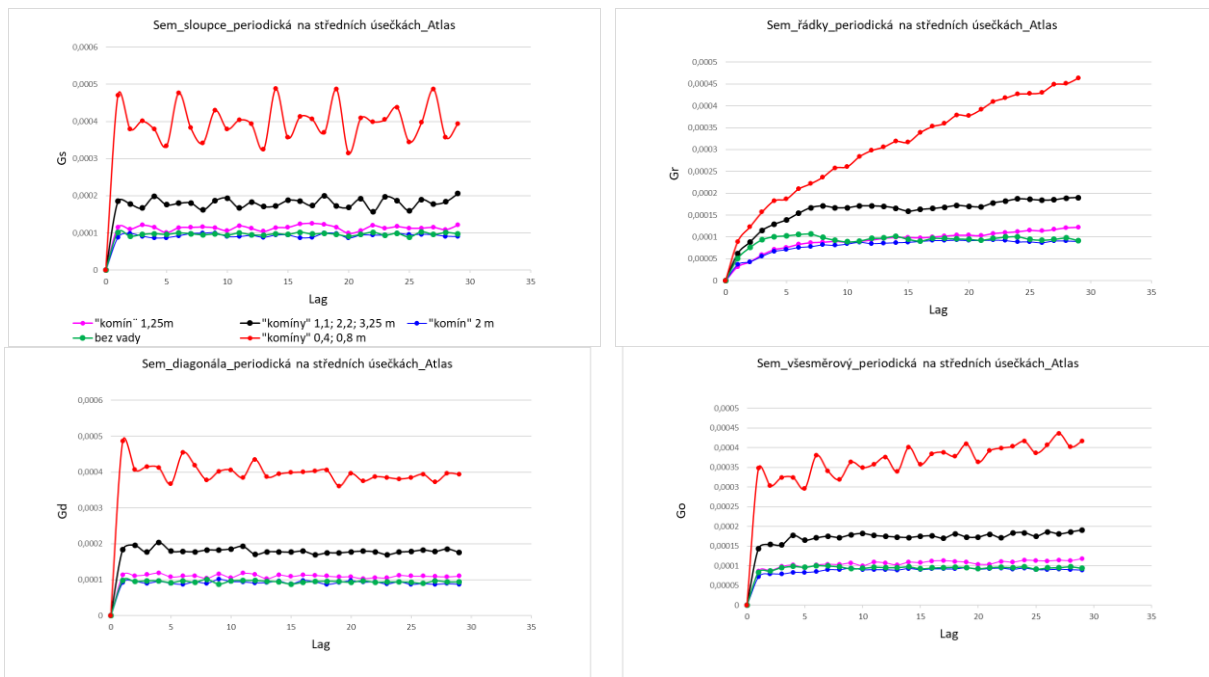 Sem_sloupce_periodická na středních úsečkách_Atlas
0,0006
0,0005
0,0004
0,0003
0,0002
0,0001
0
Gs
0 5 10 15 20 25 30 35
Lag
"komín¨ 1,25m "komíny" 1,1; 2,2; 3,25 m "komín" 2 m
bez vady "komíny" 0,4; 0,8 m
Sem_řádky_periodická na středních úsečkách_Atlas
0,0005
0,00045
0,0004
0,00035
0,0003
0,00025
0,0002
0,00015
0,0001
0,00005
0
Gr
0 5 10 15 20 25 30 35
Lag
Sem_diagonála_periodická na středních úsečkách_Atlas
0,0006
0,0005
0,0004
0,0003
0,0002
0,0001
0
Gd
0 5 10 15 20 25 30 35
Lag
Sem_všesměrový_periodická na středních úsečkách_Atlas
0,0005
0,00045
0,0004
0,00035
0,0003
0,00025
0,0002
0,00015
0,0001
0,00005
0
Go
0 5 10 15 20 25 30 35
Lag